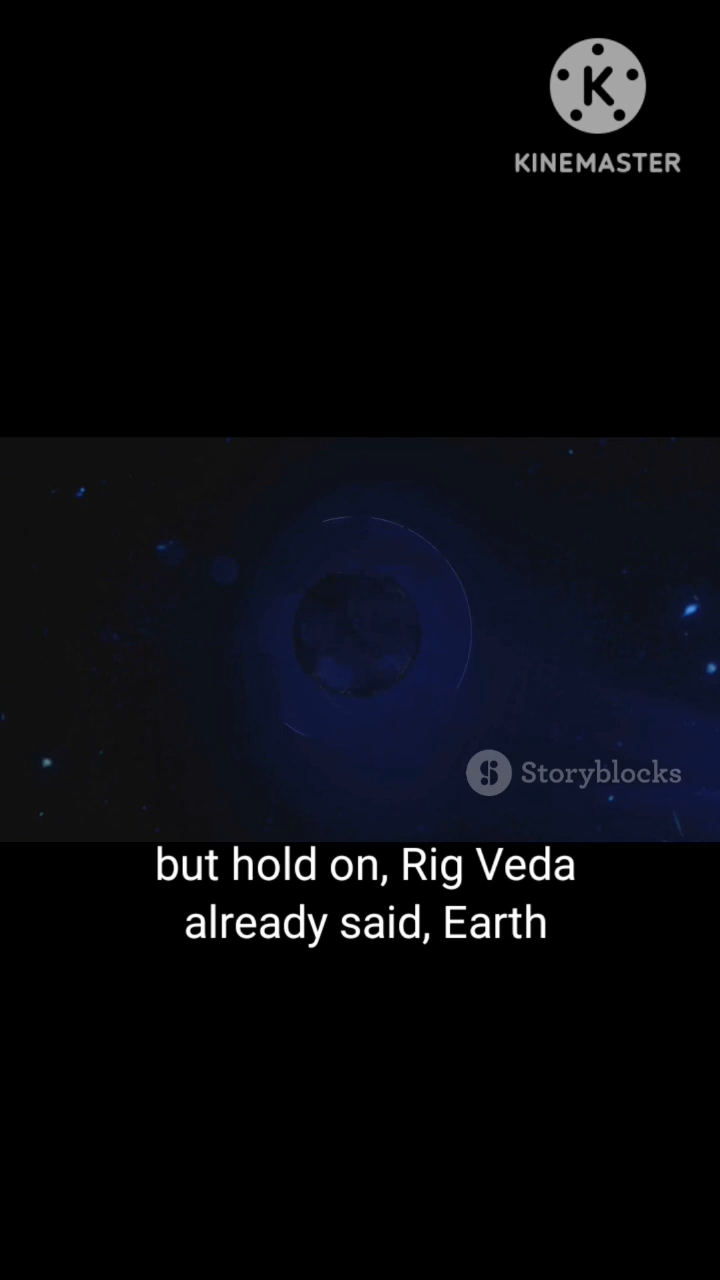 KINEMASTER
Storyblocks
but hold on, Rig Veda
already said, Earth